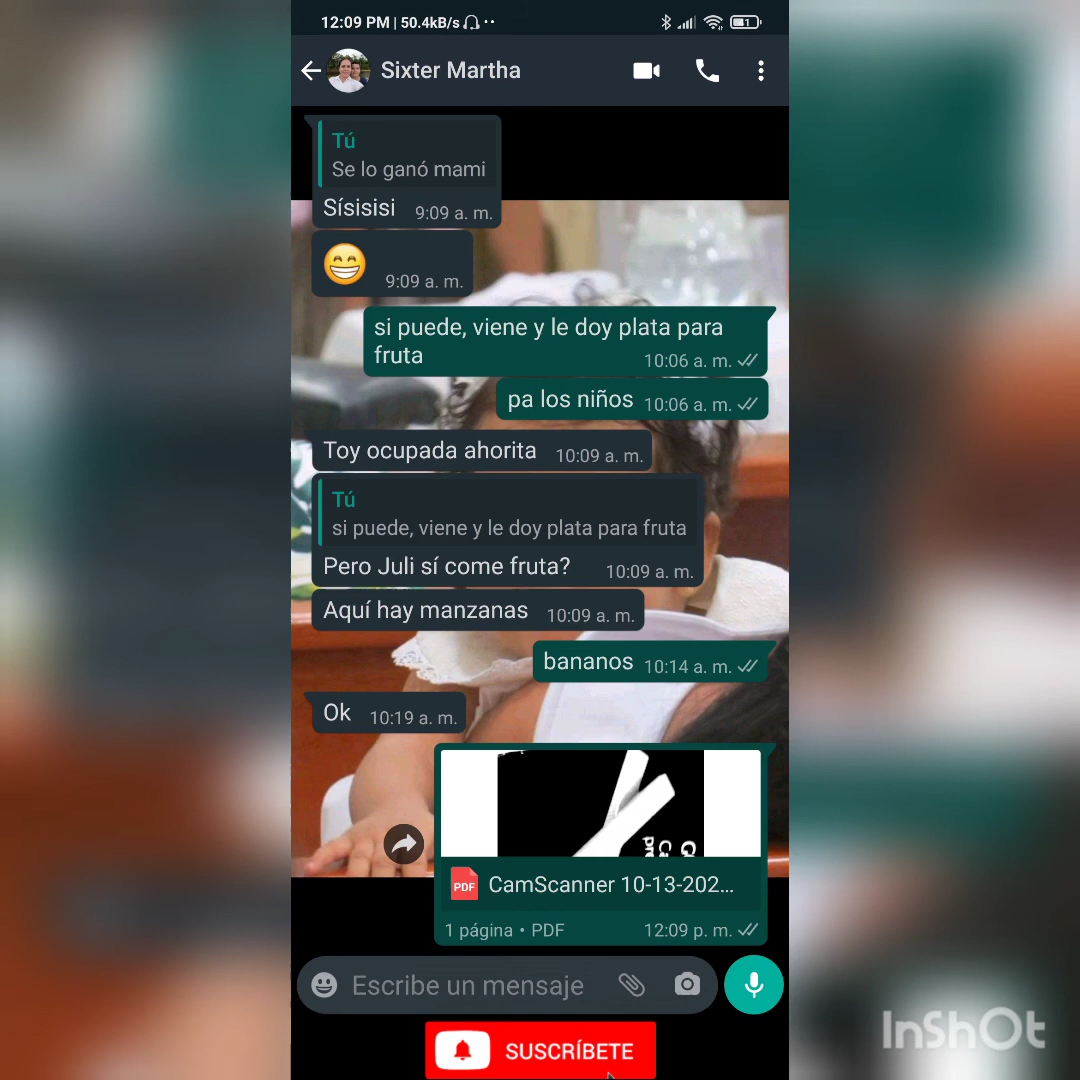 12:09 PM | 50.4kB/s
1
Sixter Martha
Tú
Se lo ganó mami
Sísisisi 9:09 a. m.
😁 9:09 a. m.
si puede, viene y le doy plata para
fruta 10:06 a. m.
pa los niños 10:06 a. m.
Toy ocupada ahorita 10:09 a. m.
Tú
si puede, viene y le doy plata para fruta
Pero Juli sí come fruta? 10:09 a. m.
Aquí hay manzanas 10:09 a. m.
bananos 10:14 a. m.
Ok 10:19 a. m.
PDF CamScanner 10-13-202...
1 página • PDF 12:09 p. m.
Escribe un mensaje
SUSCRÍBETE
InShOt